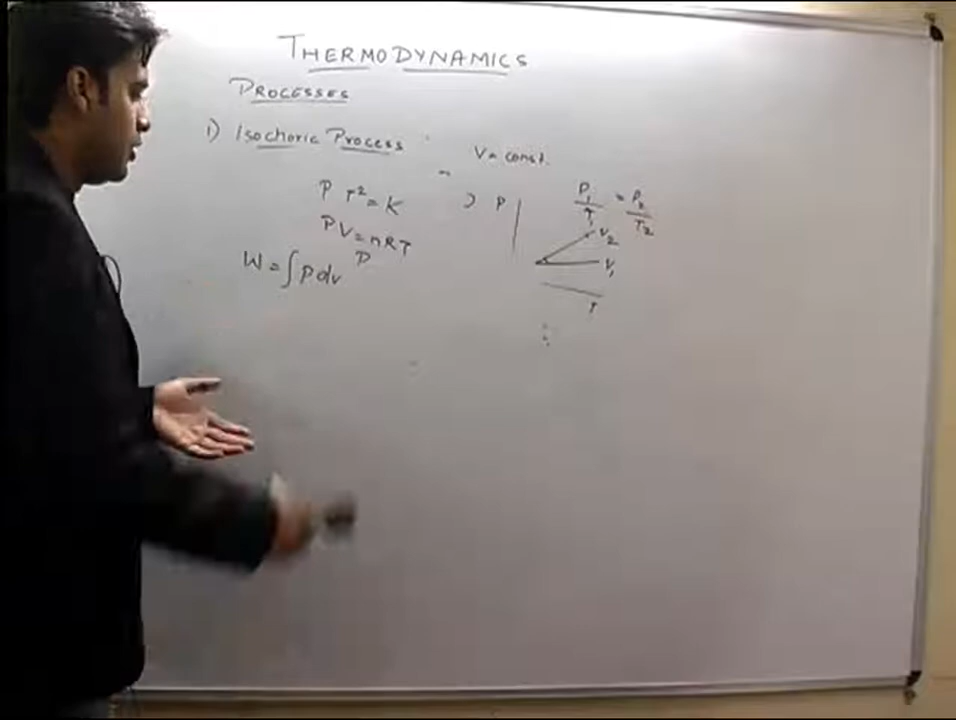 THERMODYNAMICS
PROCESSES
1) Isochoric Process
V = const.
P T² = K
PV = nRT
P
W = ∫ P dv
) P
P₁/T₁ = P₂/T₂
V₂
V₁
T